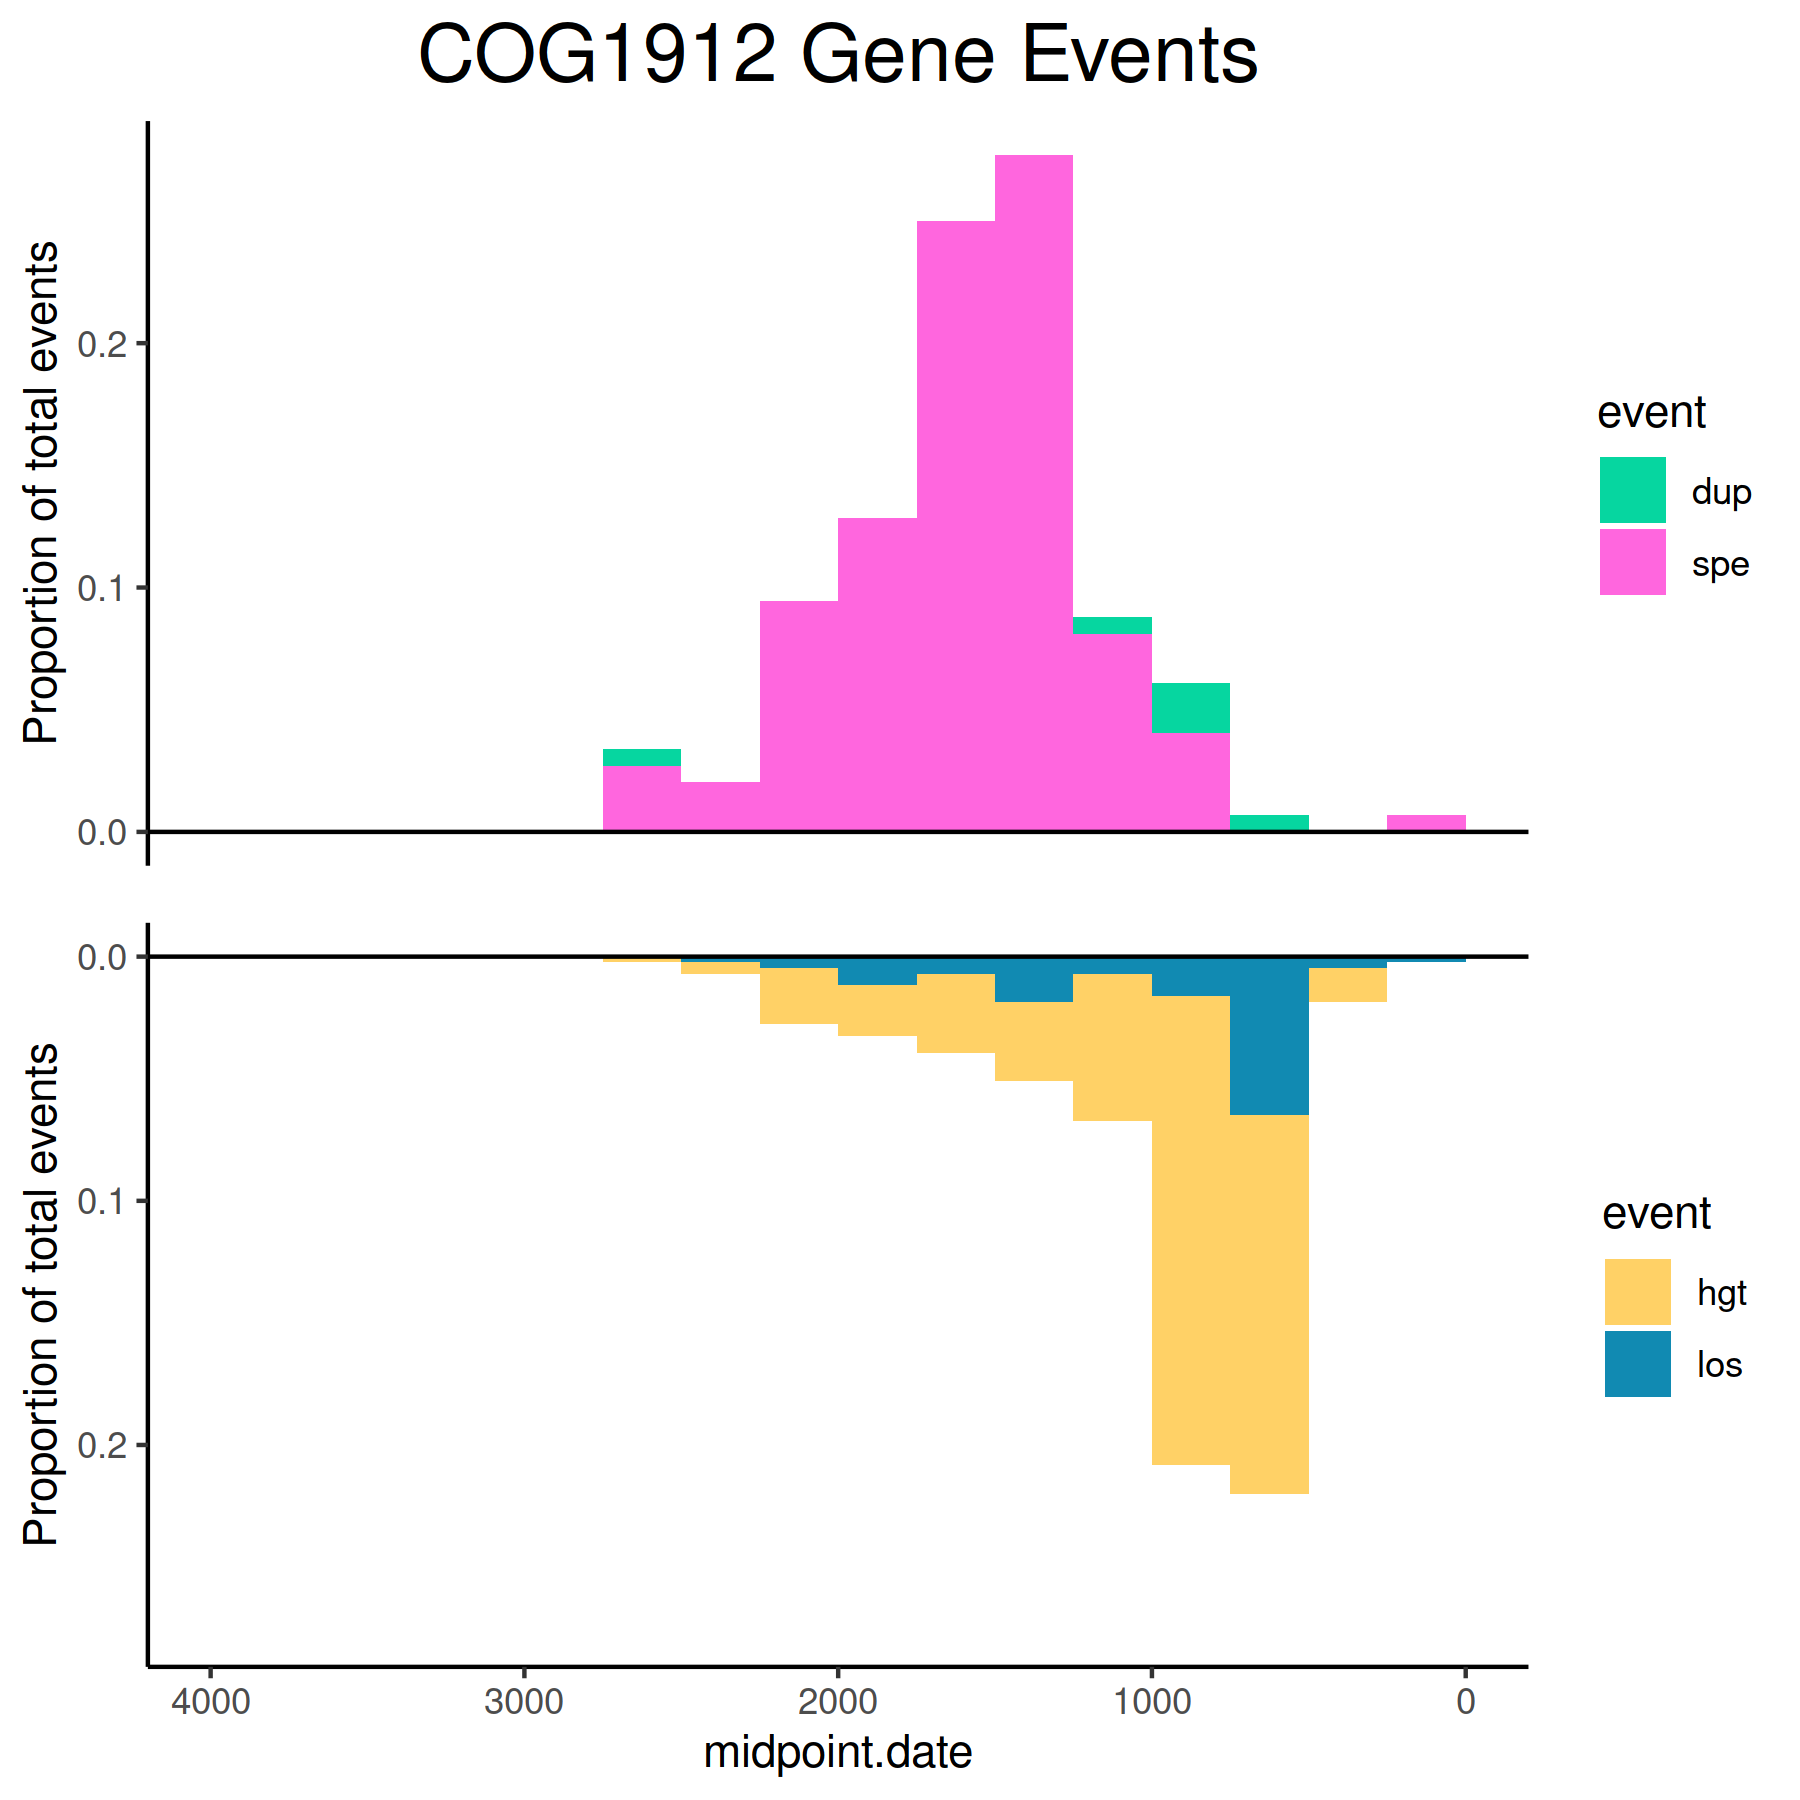 COG1912 Gene Events
Proportion of total events
0.2
0.1
0.0
event
dup
spe
Proportion of total events
0.0
0.1
0.2
event
hgt
los
4000 3000 2000 1000 0
midpoint.date